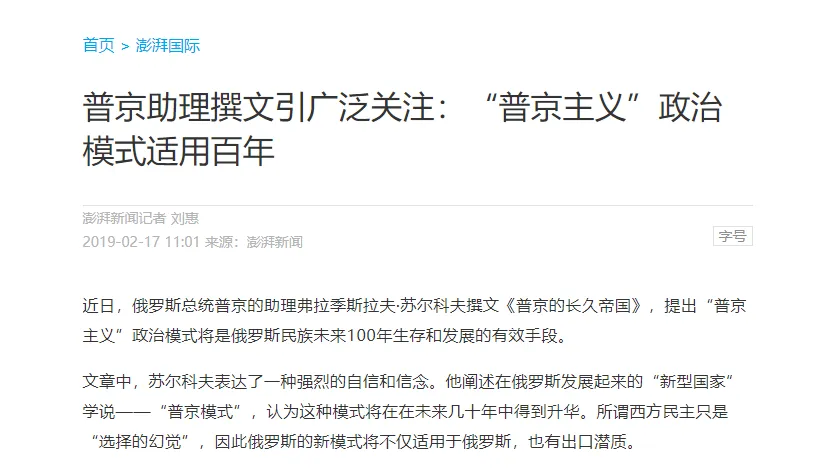 首页 > 澎湃国际
普京助理撰文引广泛关注：“普京主义”政治
模式适用百年
澎湃新闻记者 刘惠
2019-02-17 11:01 来源：澎湃新闻
字号
近日，俄罗斯总统普京的助理弗拉季斯拉夫·苏尔科夫撰文《普京的长久帝国》，提出“普京
主义”政治模式将是俄罗斯民族未来100年生存和发展的有效手段。
文章中，苏尔科夫表达了一种强烈的自信和信念。他阐述在俄罗斯发展起来的“新型国家”
学说——“普京模式”，认为这种模式将在在未来几十年中得到升华。所谓西方民主只是
“选择的幻觉”，因此俄罗斯的新模式将不仅适用于俄罗斯，也有出口潜质。